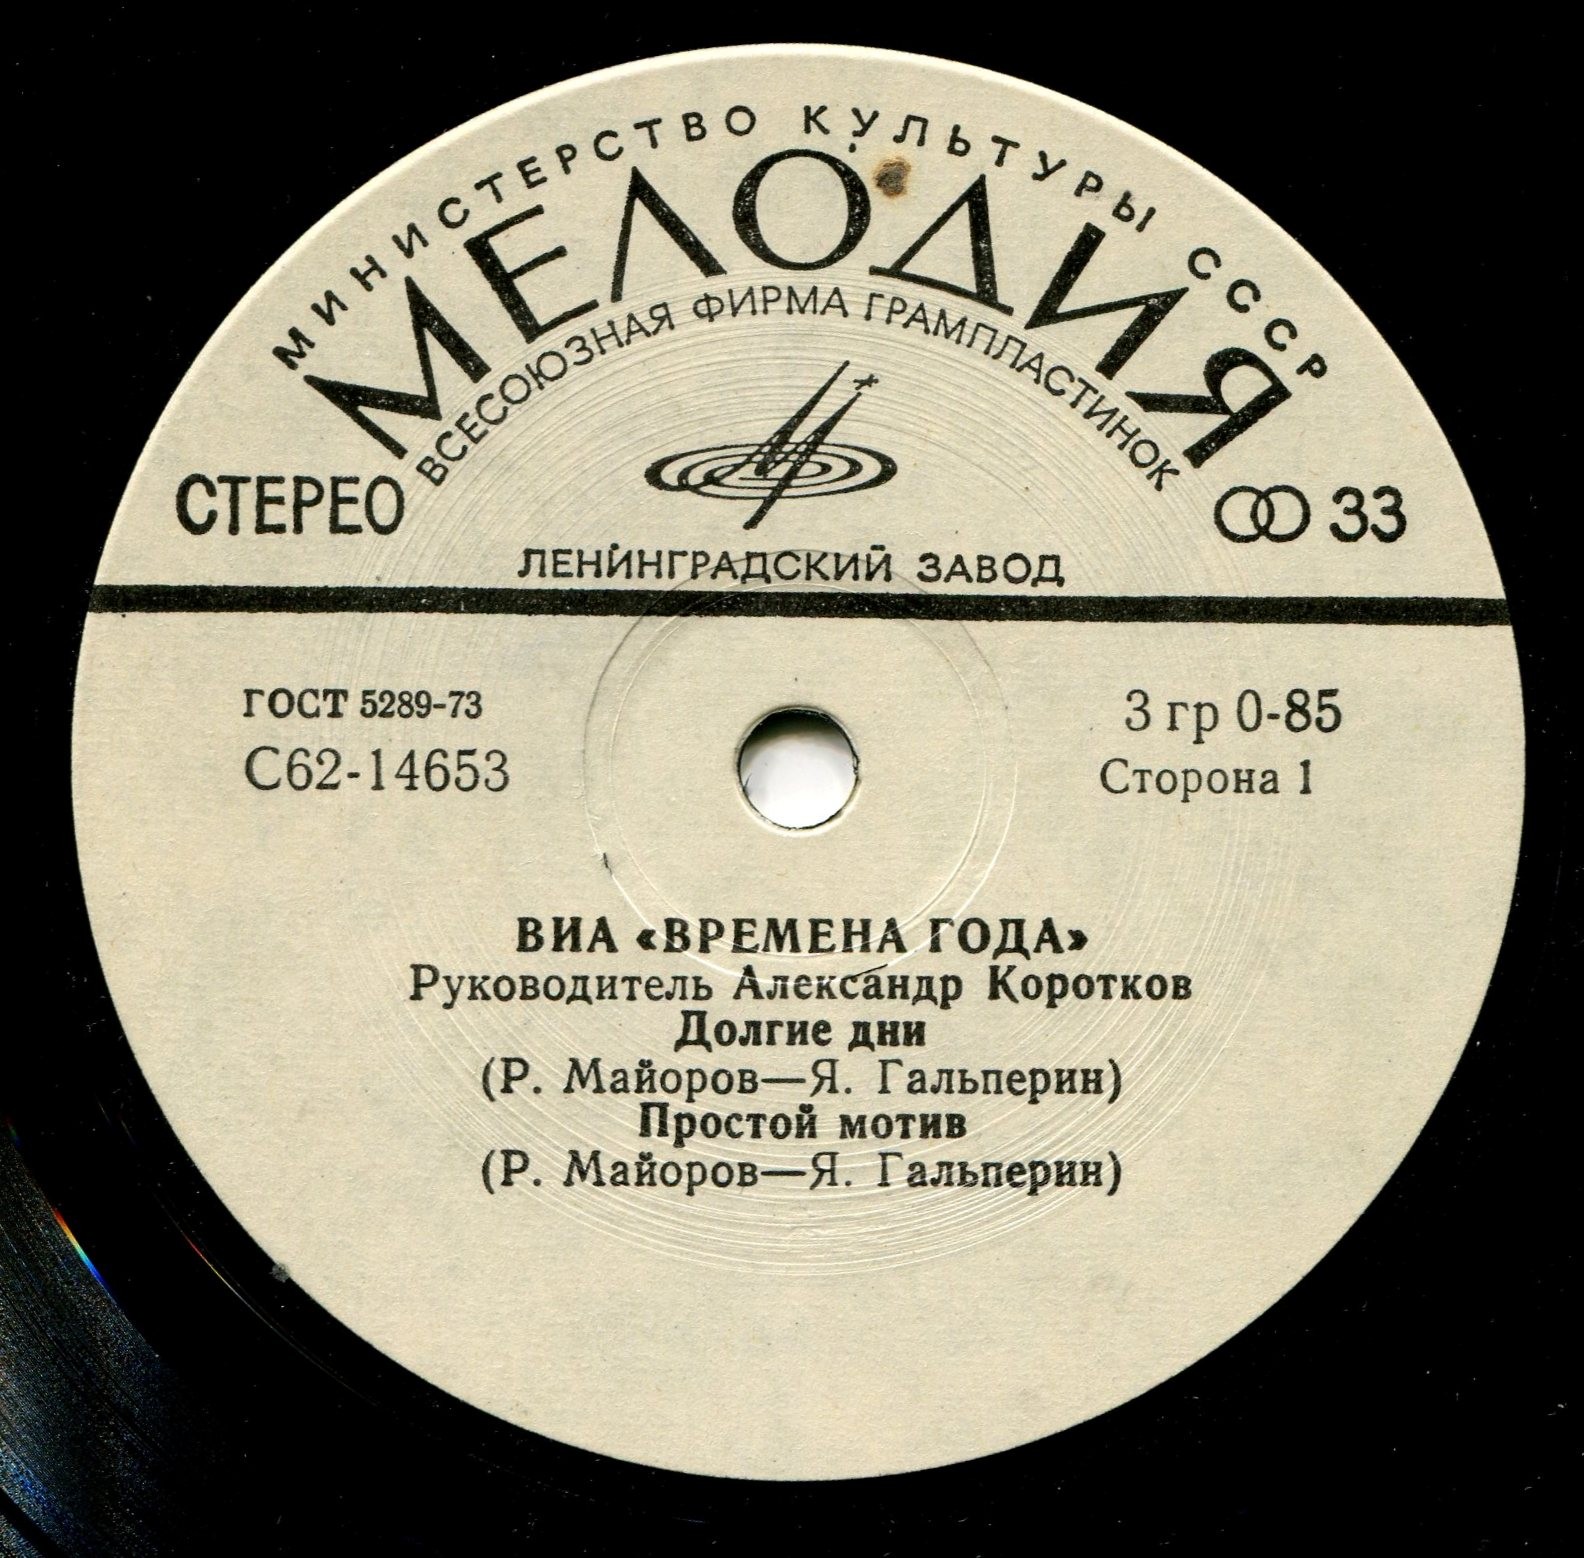 МИНИСТЕРСТВО КУЛЬТУРЫ СССР
МЕЛОДИЯ
ВСЕСОЮЗНАЯ ФИРМА ГРАМПЛАСТИНОК
СТЕРЕО
33
ЛЕНИНГРАДСКИЙ ЗАВОД
ГОСТ 5289-73
3 гр 0-85
С62-14653
Сторона 1
ВИА «ВРЕМЕНА ГОДА»
Руководитель Александр Коротков
Долгие дни
(Р. Майоров—Я. Гальперин)
Простой мотив
(Р. Майоров—Я. Гальперин)